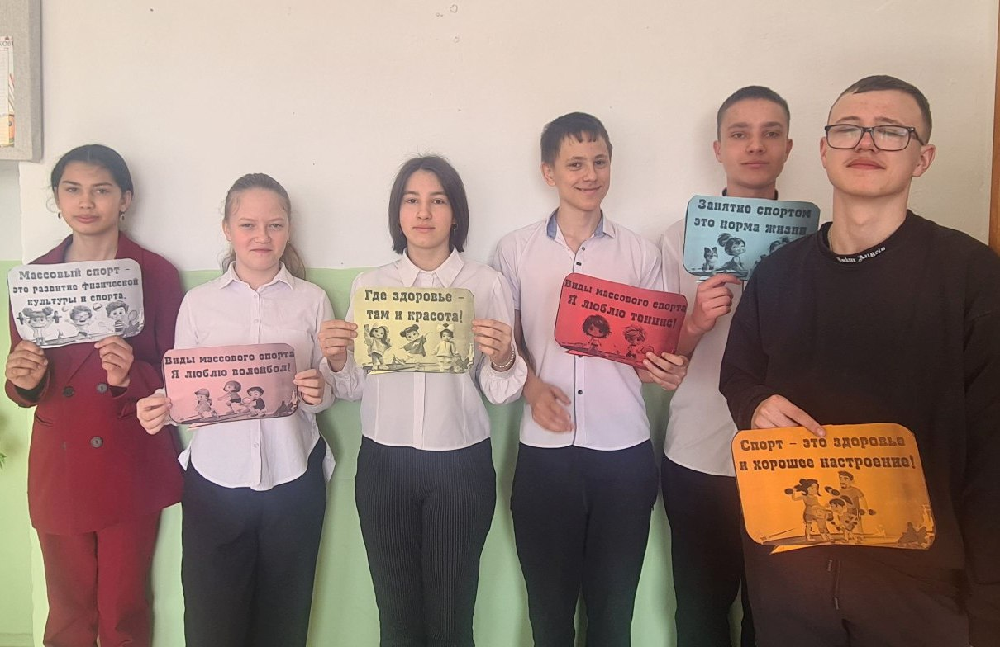 Массовый спорт -
это развитие физической
культуры и спорта.
Виды массового спорта
Я люблю волейбол!
Где здоровье -
там и красота!
Виды массового спорта
Я люблю теннис!
Занятие спортом
это норма жизни
Спорт - это здоровье
и хорошее настроение!